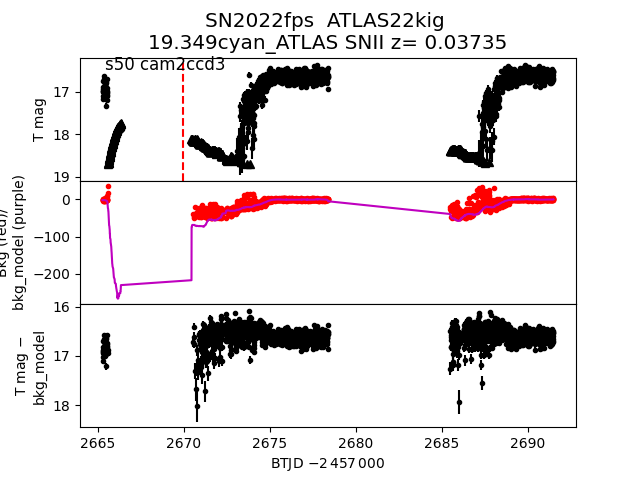 SN2022fps ATLAS22kig
19.349cyan_ATLAS SNII z= 0.03735
s50 cam2ccd3
T mag
17
18
19
Bkg (red)/
bkg_model (purple)
0
−100
−200
T mag −
bkg_model
16
17
18
2665 2670 2675 2680 2685 2690
BTJD −2 457 000